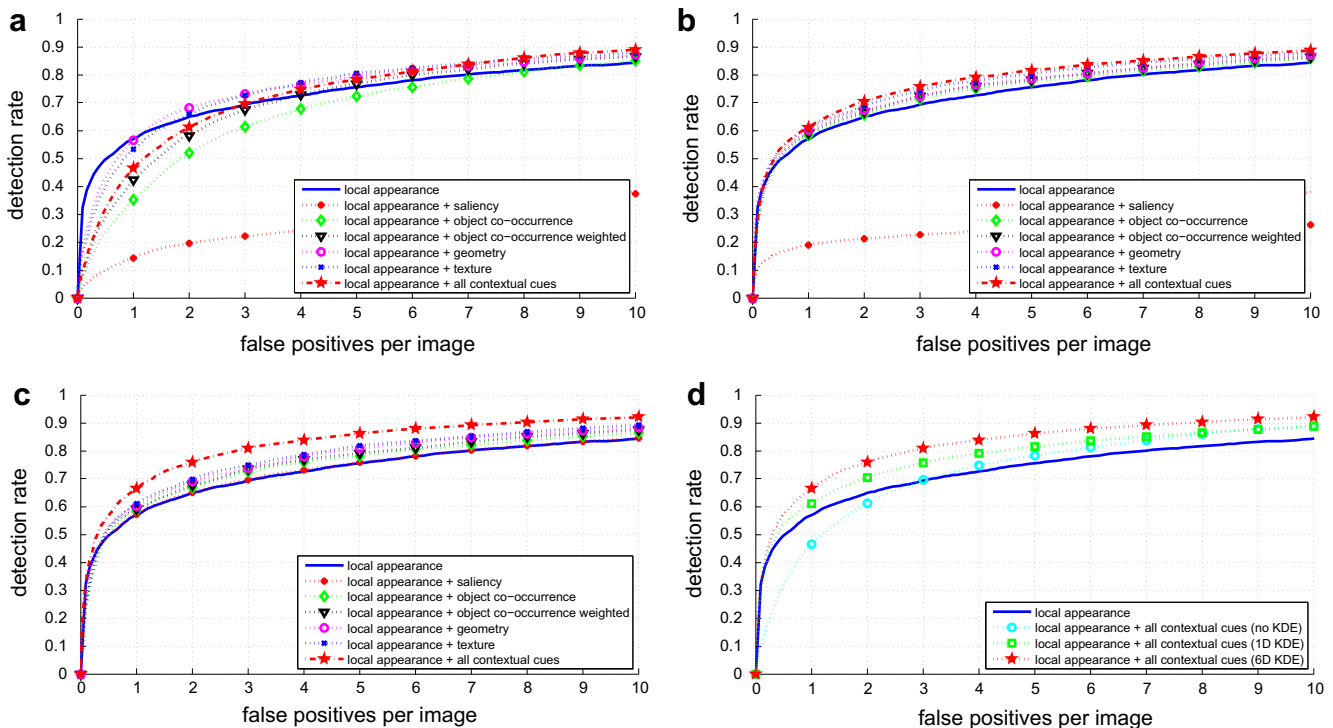 a
detection rate
1
0.9
0.8
0.7
0.6
0.5
0.4
0.3
0.2
0.1
0
0 1 2 3 4 5 6 7 8 9 10
false positives per image
local appearance
local appearance + saliency
local appearance + object co-occurrence
local appearance + object co-occurrence weighted
local appearance + geometry
local appearance + texture
local appearance + all contextual cues
b
detection rate
1
0.9
0.8
0.7
0.6
0.5
0.4
0.3
0.2
0.1
0
0 1 2 3 4 5 6 7 8 9 10
false positives per image
local appearance
local appearance + saliency
local appearance + object co-occurrence
local appearance + object co-occurrence weighted
local appearance + geometry
local appearance + texture
local appearance + all contextual cues
c
detection rate
1
0.9
0.8
0.7
0.6
0.5
0.4
0.3
0.2
0.1
0
0 1 2 3 4 5 6 7 8 9 10
false positives per image
local appearance
local appearance + saliency
local appearance + object co-occurrence
local appearance + object co-occurrence weighted
local appearance + geometry
local appearance + texture
local appearance + all contextual cues
d
detection rate
1
0.9
0.8
0.7
0.6
0.5
0.4
0.3
0.2
0.1
0
0 1 2 3 4 5 6 7 8 9 10
false positives per image
local appearance
local appearance + all contextual cues (no KDE)
local appearance + all contextual cues (1D KDE)
local appearance + all contextual cues (6D KDE)